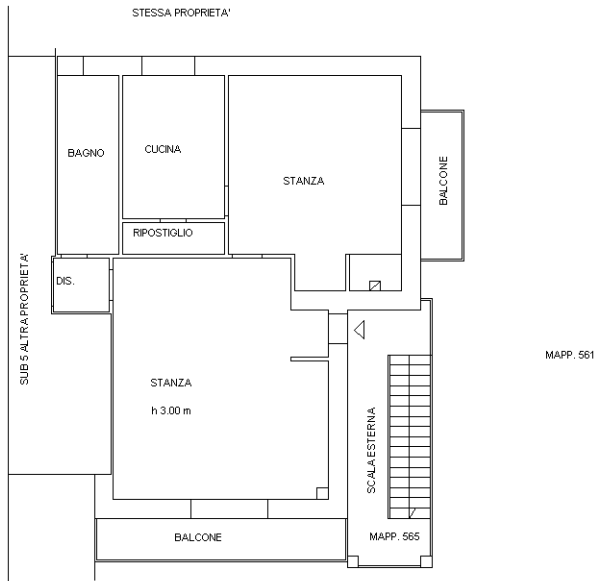 STESSA PROPRIETA'
BAGNO
CUCINA
STANZA
BALCONE
RIPOSTIGLIO
DIS.
SUB 5 ALTRA PROPRIETA'
MAPP. 561
STANZA
h 3.00 m
SCALA ESTERNA
BALCONE
MAPP. 565